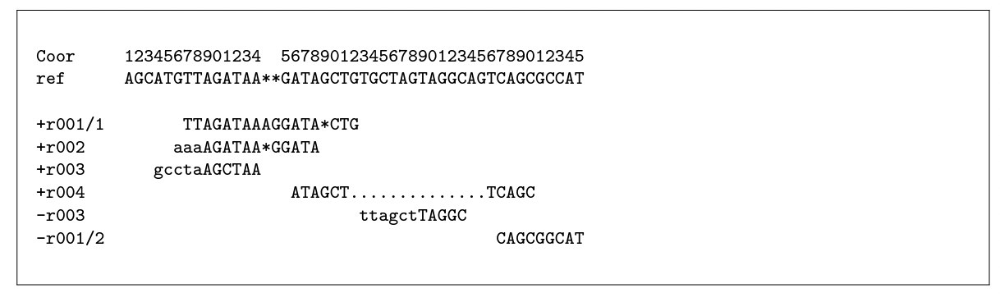 Coor     12345678901234  5678901234567890123456789012345
ref      AGCATGTTAGATAA**GATAGCTGTGCTAGTAGGCAGTCAGCGCCAT
+r001/1        TTAGATAAAGGATA*CTG
+r002         aaaAGATAA*GGATA
+r003       gcctaAGCTAA
+r004                     ATAGCT..............TCAGC
-r003                            ttagctTAGGC
-r001/2                                        CAGCGGCAT